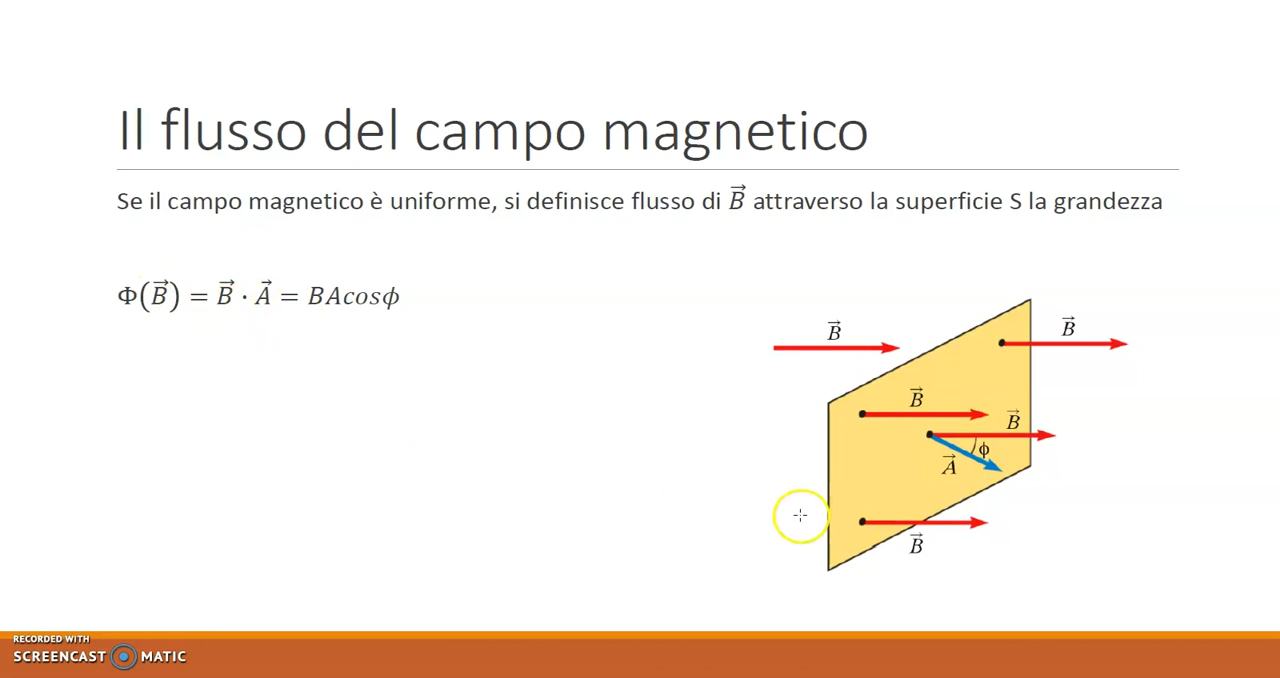 Il flusso del campo magnetico
Se il campo magnetico è uniforme, si definisce flusso di B⃗ attraverso la superficie S la grandezza
Φ(B⃗) = B⃗ · A⃗ = BAcosϕ
B⃗
B⃗
B⃗
B⃗
ϕ
A⃗
B⃗
RECORDED WITH
SCREENCAST MATIC